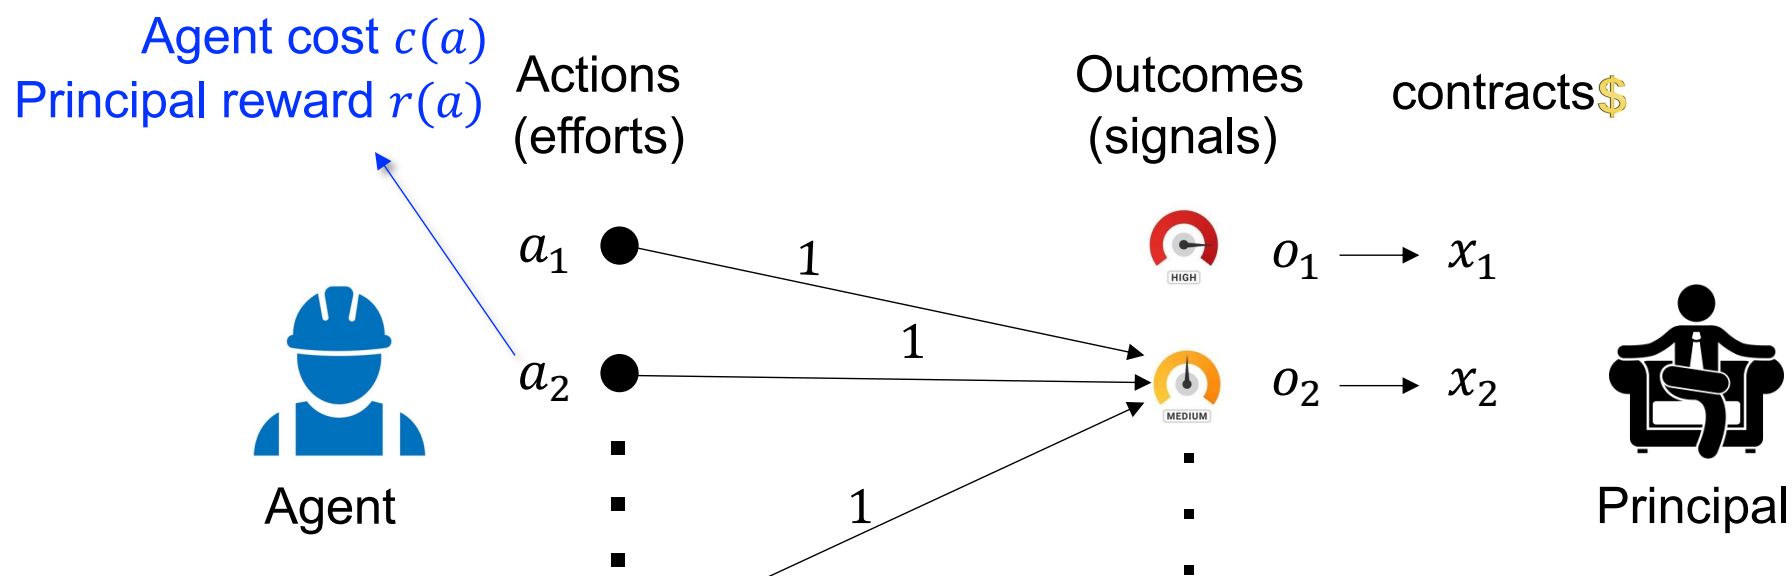 Agent cost c(a)
Principal reward r(a)
Actions
(efforts)
Outcomes
(signals)
contracts$
a₁
1
HIGH
o₁
x₁
a₂
1
MEDIUM
o₂
x₂
1
Agent
Principal